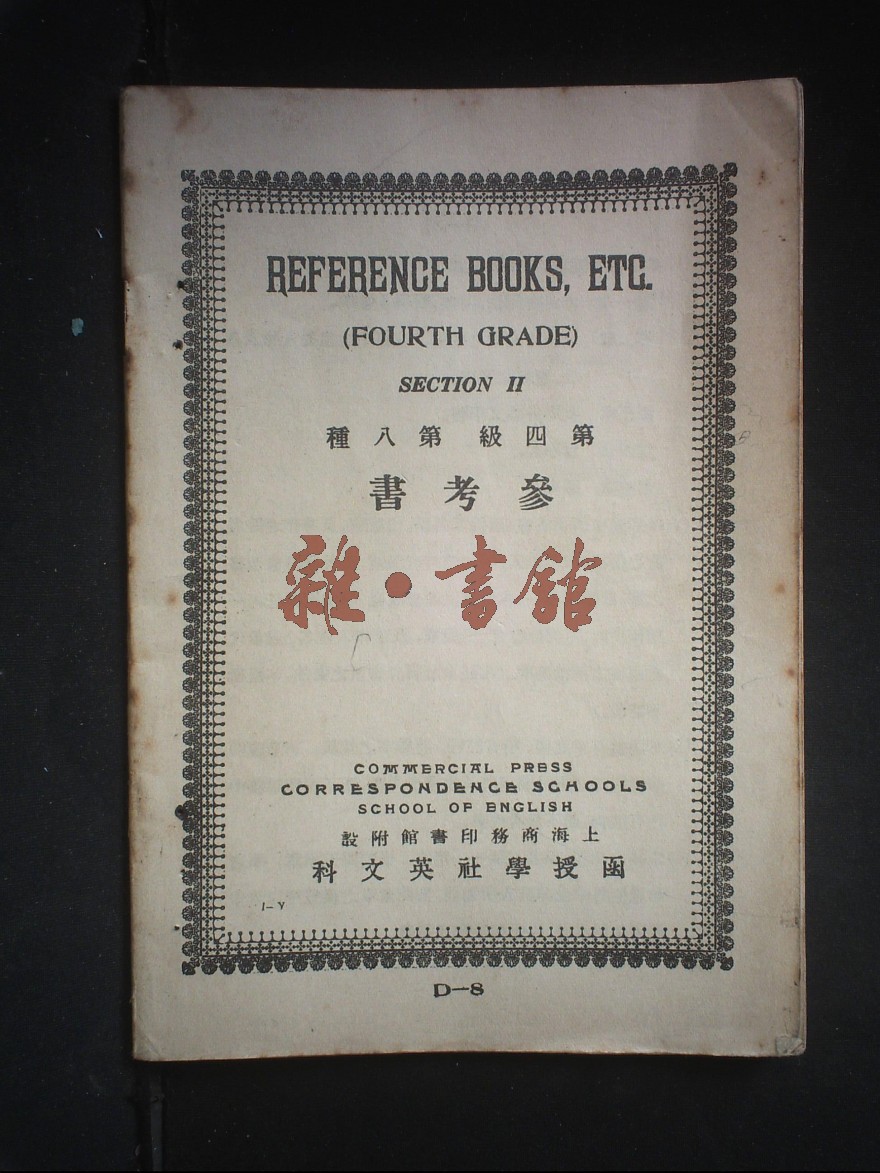 REFERENCE BOOKS, ETC.
(FOURTH GRADE)
SECTION II
第四級 第八種
參考書
雜·書館
COMMERCIAL PRESS
CORRESPONDENCE SCHOOLS
SCHOOL OF ENGLISH
上海商務印書館附設
函授學社英文科
D-8